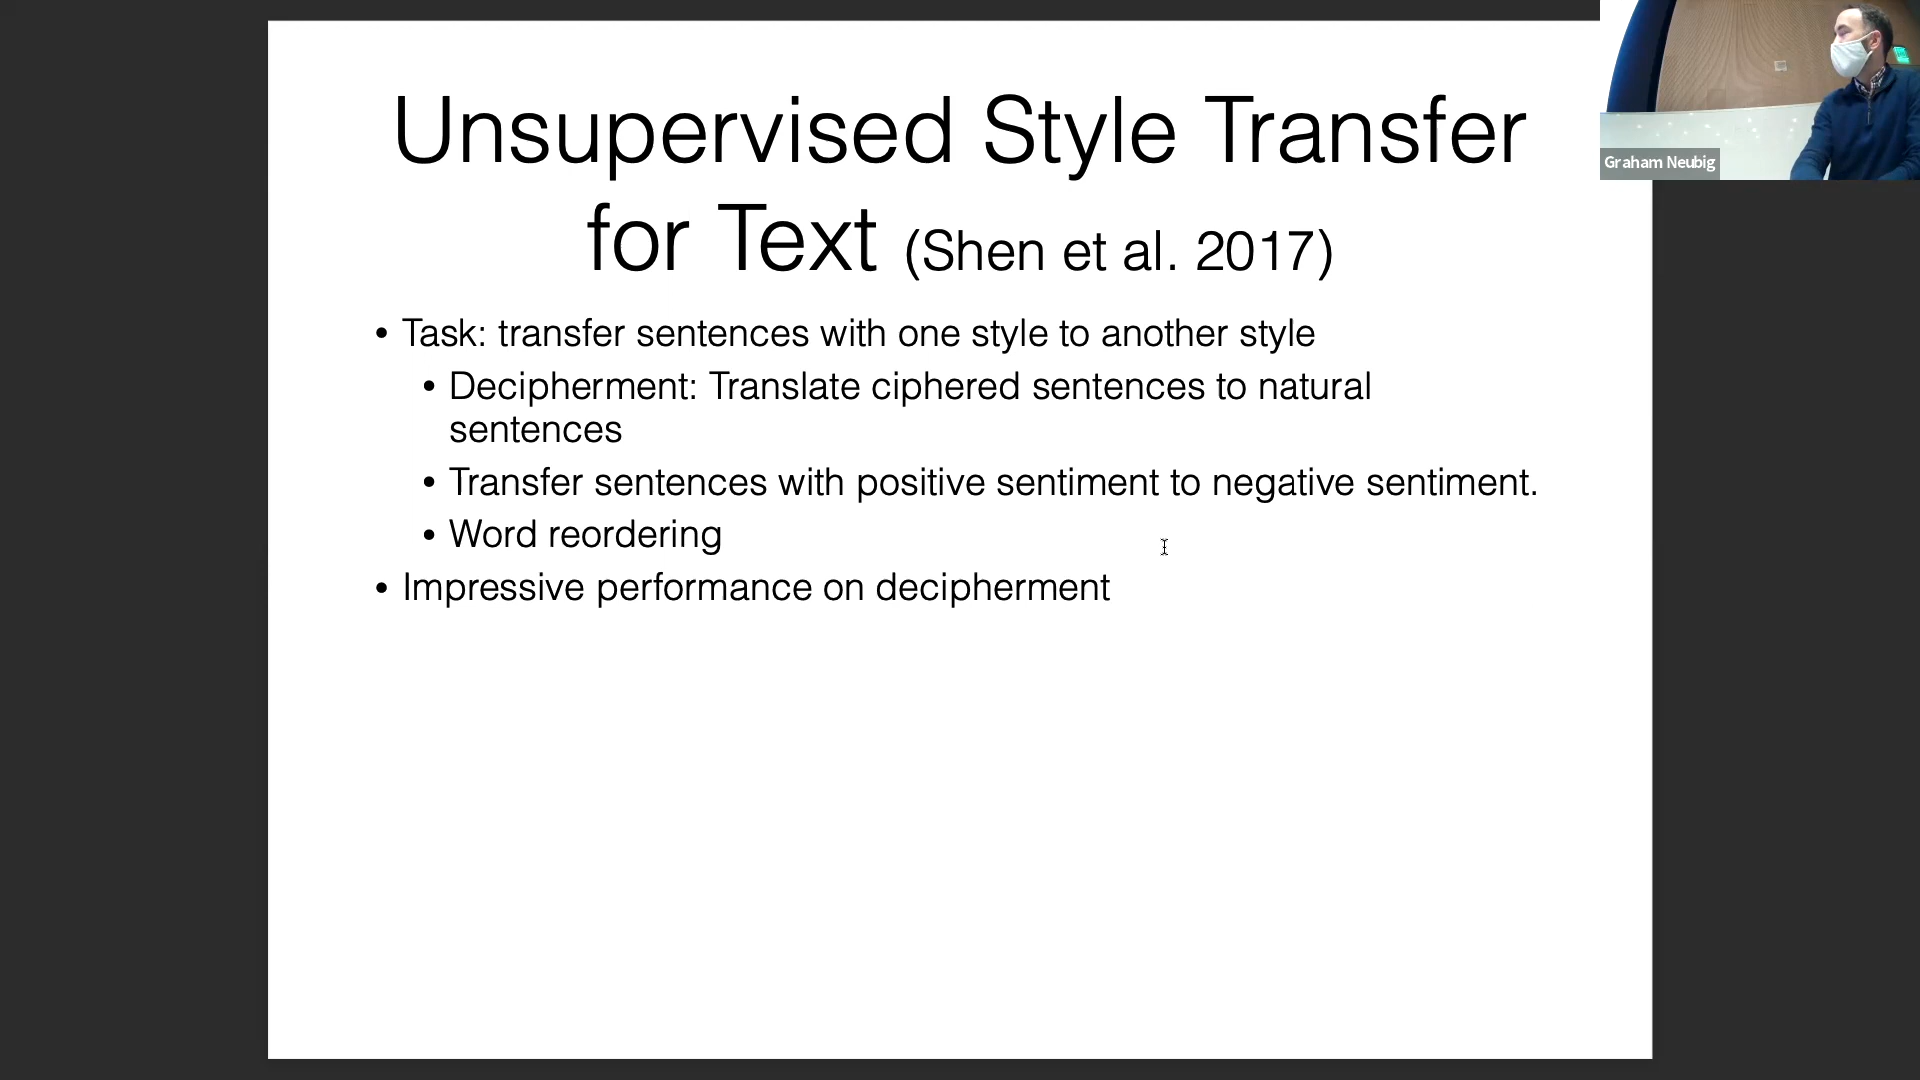 Unsupervised Style Transfer
for Text (Shen et al. 2017)
• Task: transfer sentences with one style to another style
• Decipherment: Translate ciphered sentences to natural
sentences
• Transfer sentences with positive sentiment to negative sentiment.
• Word reordering
• Impressive performance on decipherment
Graham Neubig